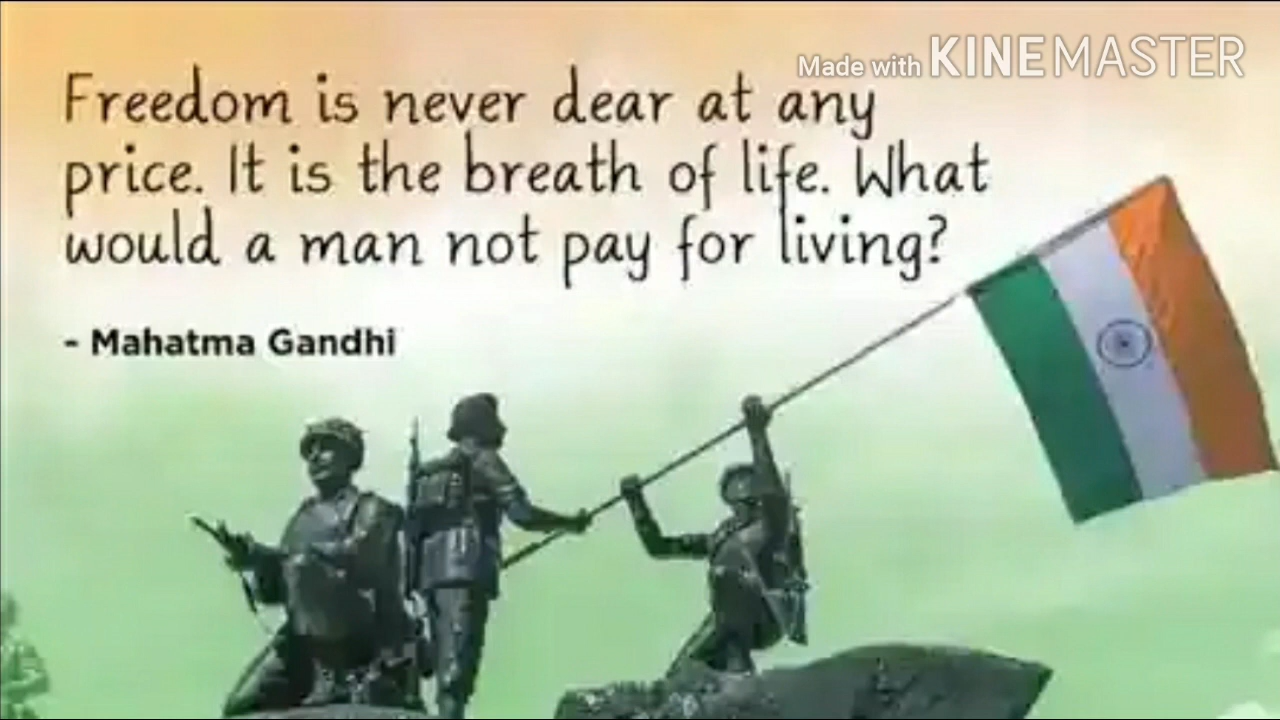 Made with KINEMASTER
Freedom is never dear at any
price. It is the breath of life. What
would a man not pay for living?
- Mahatma Gandhi